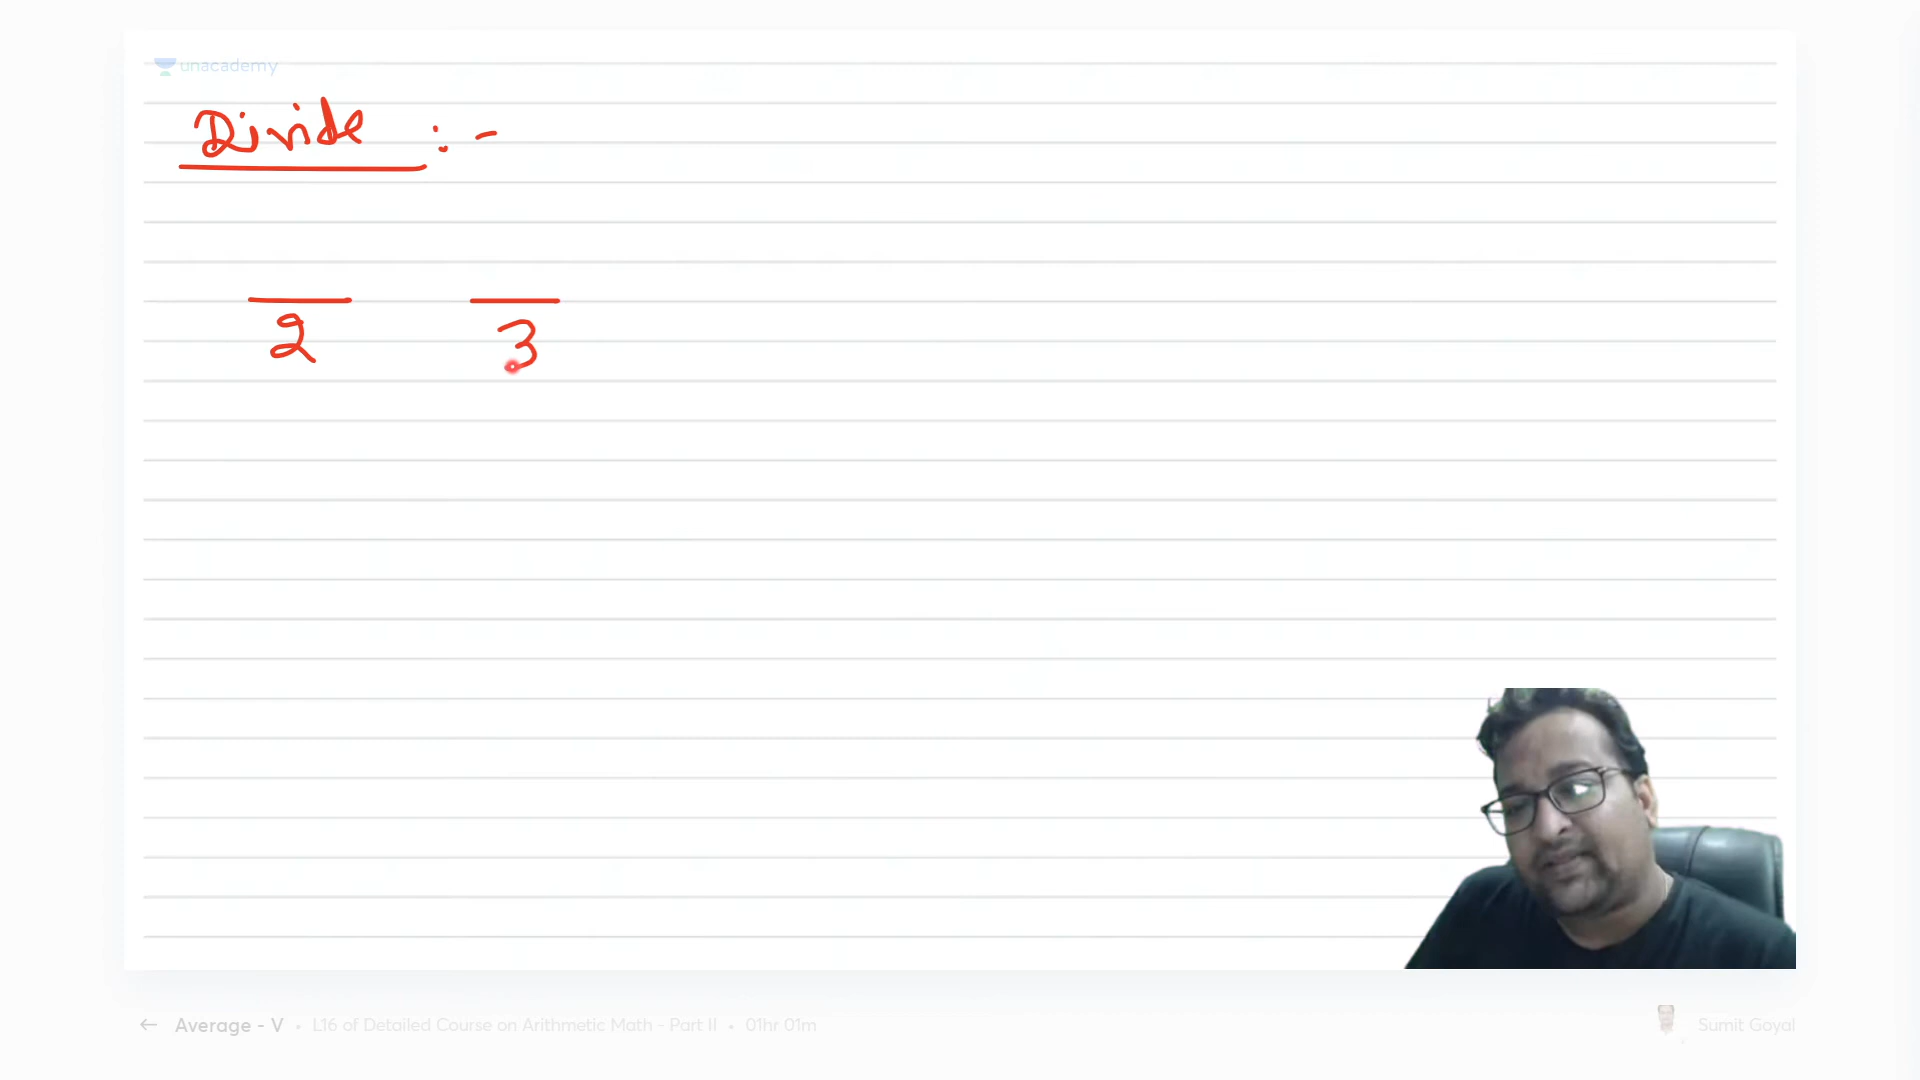 unacademy
Divide :-
2 3
← Average - V • L16 of Detailed Course on Arithmetic Math - Part II • 01hr 01m
Sumit Goyal